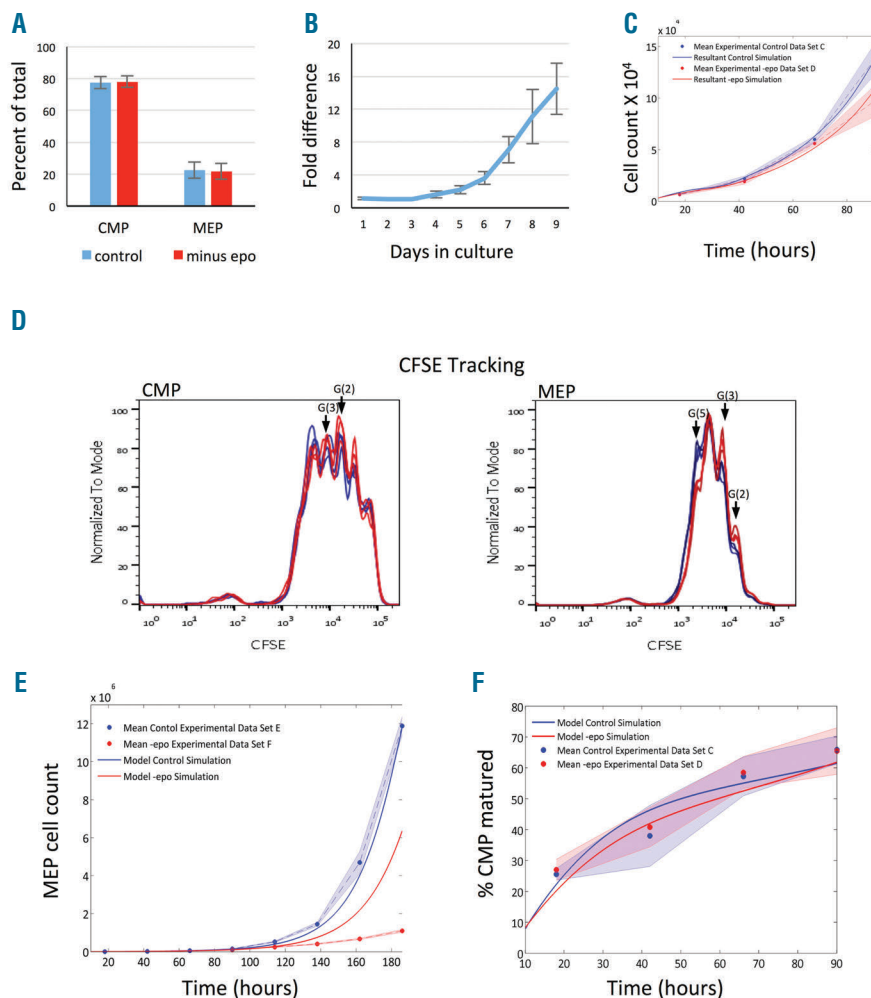 A
Percent of total
100
80
60
40
20
0
CMP
MEP
control
minus epo
B
Fold difference
20
16
12
8
4
0
1 2 3 4 5 6 7 8 9
Days in culture
C
x 10⁴
Cell count X 10⁴
15
10
5
0
Mean Experimental Control Data Set C
Resultant Control Simulation
Mean Experimental -epo Data Set D
Resultant -epo Simulation
20 40 60 80
Time (hours)
D
CFSE Tracking
CMP
Normalized To Mode
100
80
60
40
20
0
G(3)
G(2)
10⁰ 10¹ 10² 10³ 10⁴ 10⁵
CFSE
MEP
Normalized To Mode
100
80
60
40
20
0
G(5)
G(3)
G(2)
10⁰ 10¹ 10² 10³ 10⁴ 10⁵
CFSE
E
x 10⁶
MEP cell count
12
10
8
6
4
2
0
Mean Contol Experimental Data Set E
Mean -epo Experimental Data Set F
Model Control Simulation
Model -epo Simulation
20 40 60 80 100 120 140 160 180
Time (hours)
F
% CMP matured
80
70
60
50
40
30
20
10
0
Model Control Simulation
Model -epo Simulation
Mean Control Experimental Data Set C
Mean -epo Experimental Data Set D
10 20 30 40 50 60 70 80 90
Time (hours)